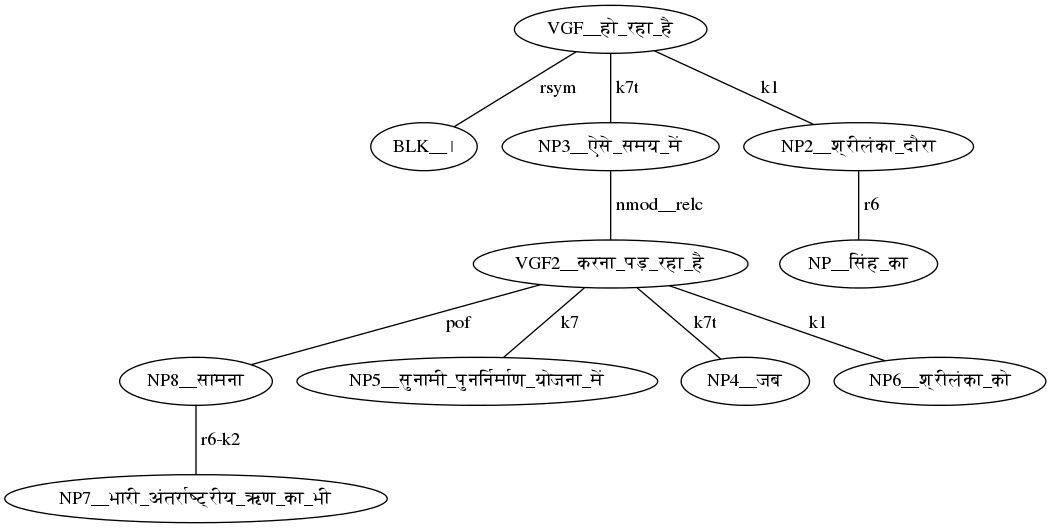 VGF__हो_रहा_है
rsym k7t k1
BLK__। NP3__ऐसे_समय_में NP2__श्रीलंका_दौरा
nmod__relc r6
VGF2__करना_पड़_रहा_है NP__सिंह_का
pof k7 k7t k1
NP8__सामना NP5__सुनामी_पुनर्निर्माण_योजना_में NP4__जब NP6__श्रीलंका_को
r6-k2
NP7__भारी_अंतर्राष्ट्रीय_ऋण_का_भी